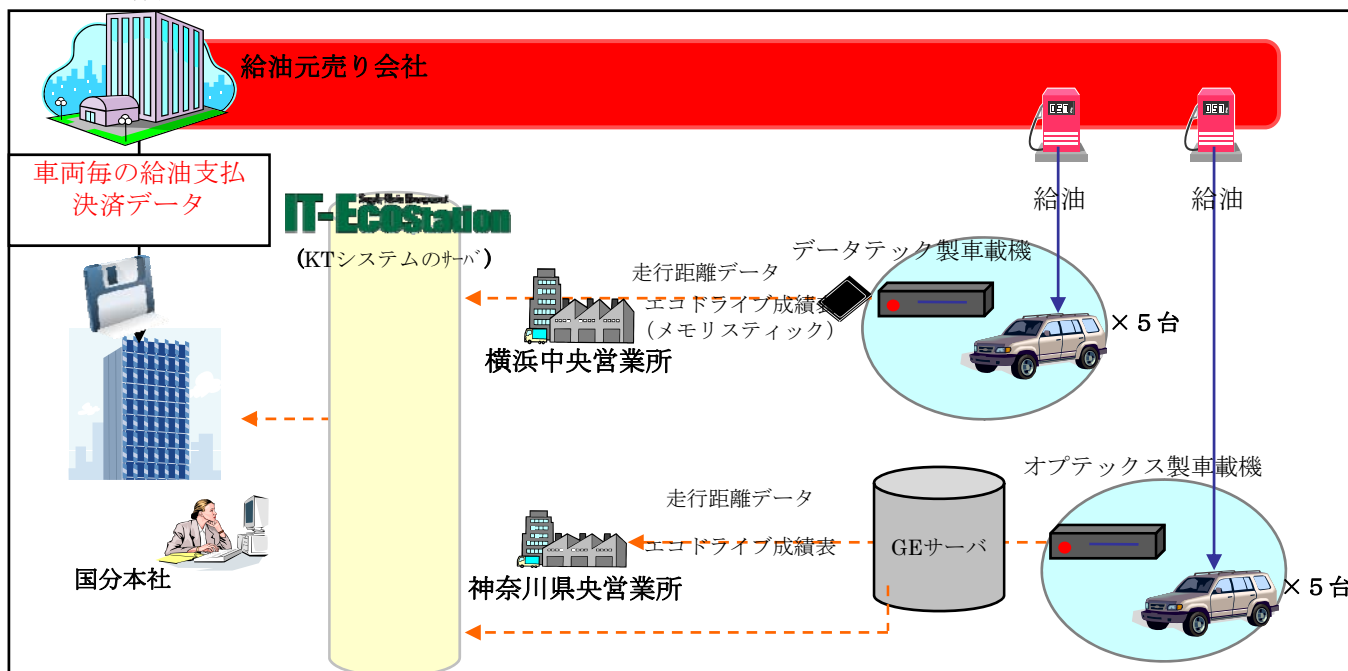 給油元売り会社
車両毎の給油支払
決済データ
IT-ECOStation
(KTシステムのサーバ)
給油
給油
データテック製車載機
走行距離データ
エコドライブ成績表
(メモリスティック)
×５台
横浜中央営業所
オプテックス製車載機
走行距離データ
エコドライブ成績表
GEサーバ
×５台
国分本社
神奈川県央営業所